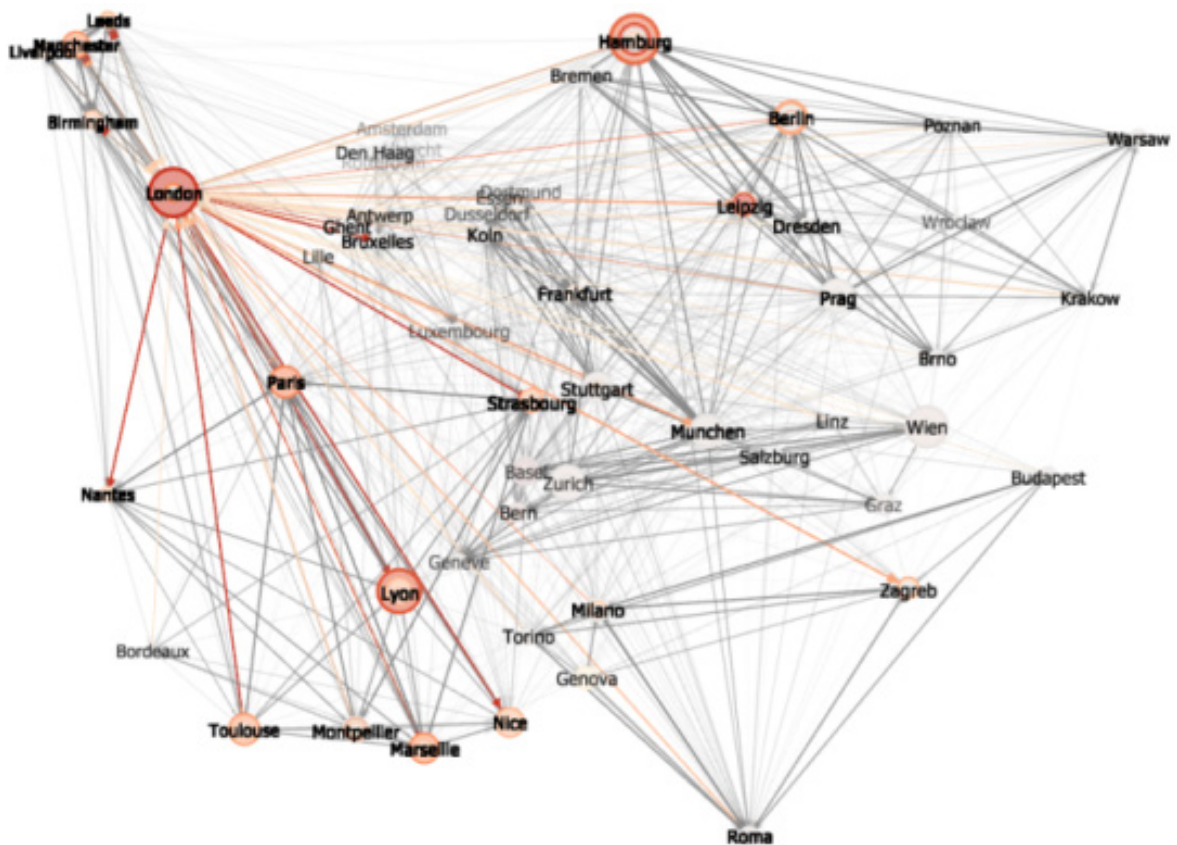 Leeds
Manchester
Liverpool
Hamburg
Bremen
Birmingham
Berlin
Amsterdam
Poznan
Warsaw
Den Haag
London
Dortmund
Essen
Leipzig
Antwerp
Dusseldorf
Ghent
Dresden
Wroclaw
Koln
Bruxelles
Lille
Frankfurt
Prag
Krakow
Luxembourg
Brno
Paris
Stuttgart
Strasbourg
Munchen
Linz
Wien
Salzburg
Basel
Zurich
Budapest
Nantes
Bern
Graz
Geneve
Lyon
Zagreb
Milano
Torino
Bordeaux
Genova
Nice
Toulouse
Montpellier
Marseille
Roma